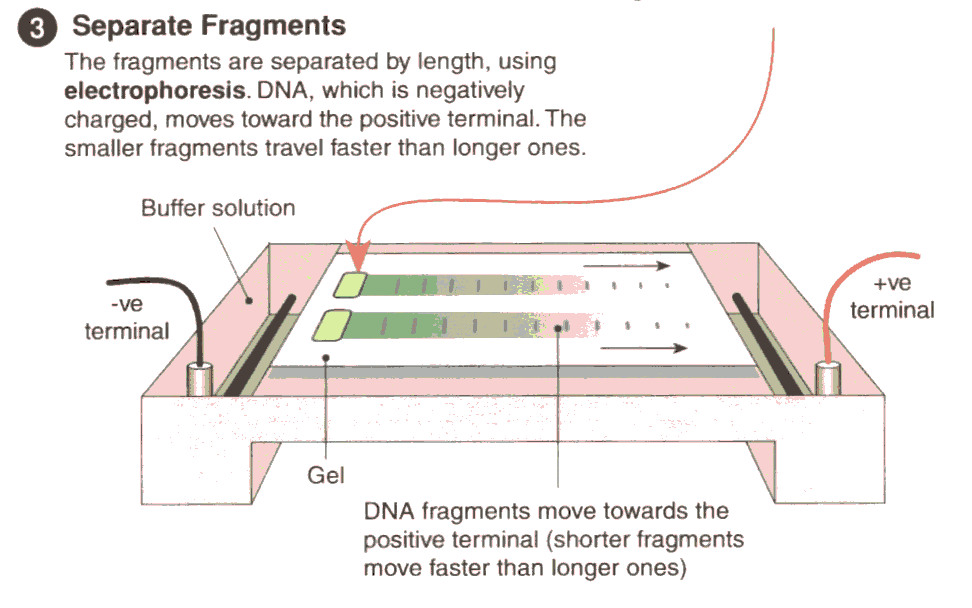 3 Separate Fragments
The fragments are separated by length, using
electrophoresis. DNA, which is negatively
charged, moves toward the positive terminal. The
smaller fragments travel faster than longer ones.
Buffer solution
-ve
terminal
+ve
terminal
Gel
DNA fragments move towards the
positive terminal (shorter fragments
move faster than longer ones)